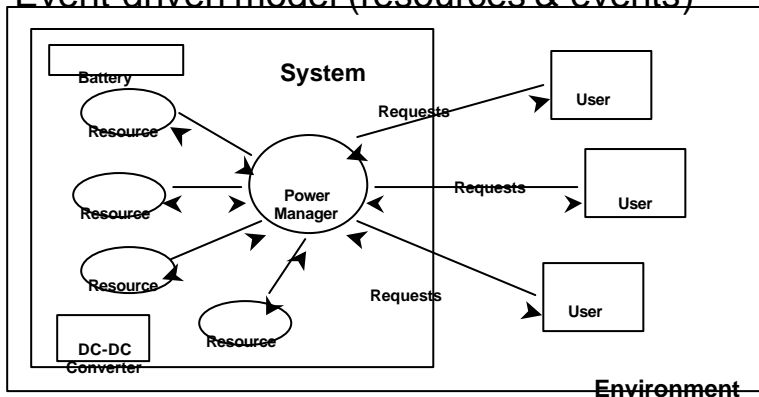 Event-driven model (resources & events)
Battery
System
Requests
User
Resource
Resource
Power
Manager
Requests
User
Resource
Requests
User
Resource
DC-DC
Converter
Environment